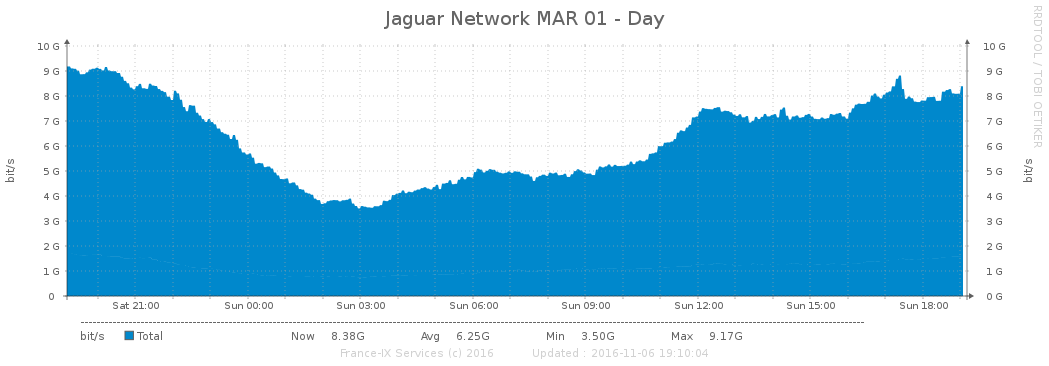 Jaguar Network MAR 01 - Day
RRDTOOL / TOBI OETIKER
bit/s
10 G
9 G
8 G
7 G
6 G
5 G
4 G
3 G
2 G
1 G
0
10 G
9 G
8 G
7 G
6 G
5 G
4 G
3 G
2 G
1 G
0 G
bit/s
Sat 21:00 Sun 00:00 Sun 03:00 Sun 06:00 Sun 09:00 Sun 12:00 Sun 15:00 Sun 18:00
bit/s Total Now 8.38G Avg 6.25G Min 3.50G Max 9.17G
France-IX Services (c) 2016 Updated : 2016-11-06 19:10:04